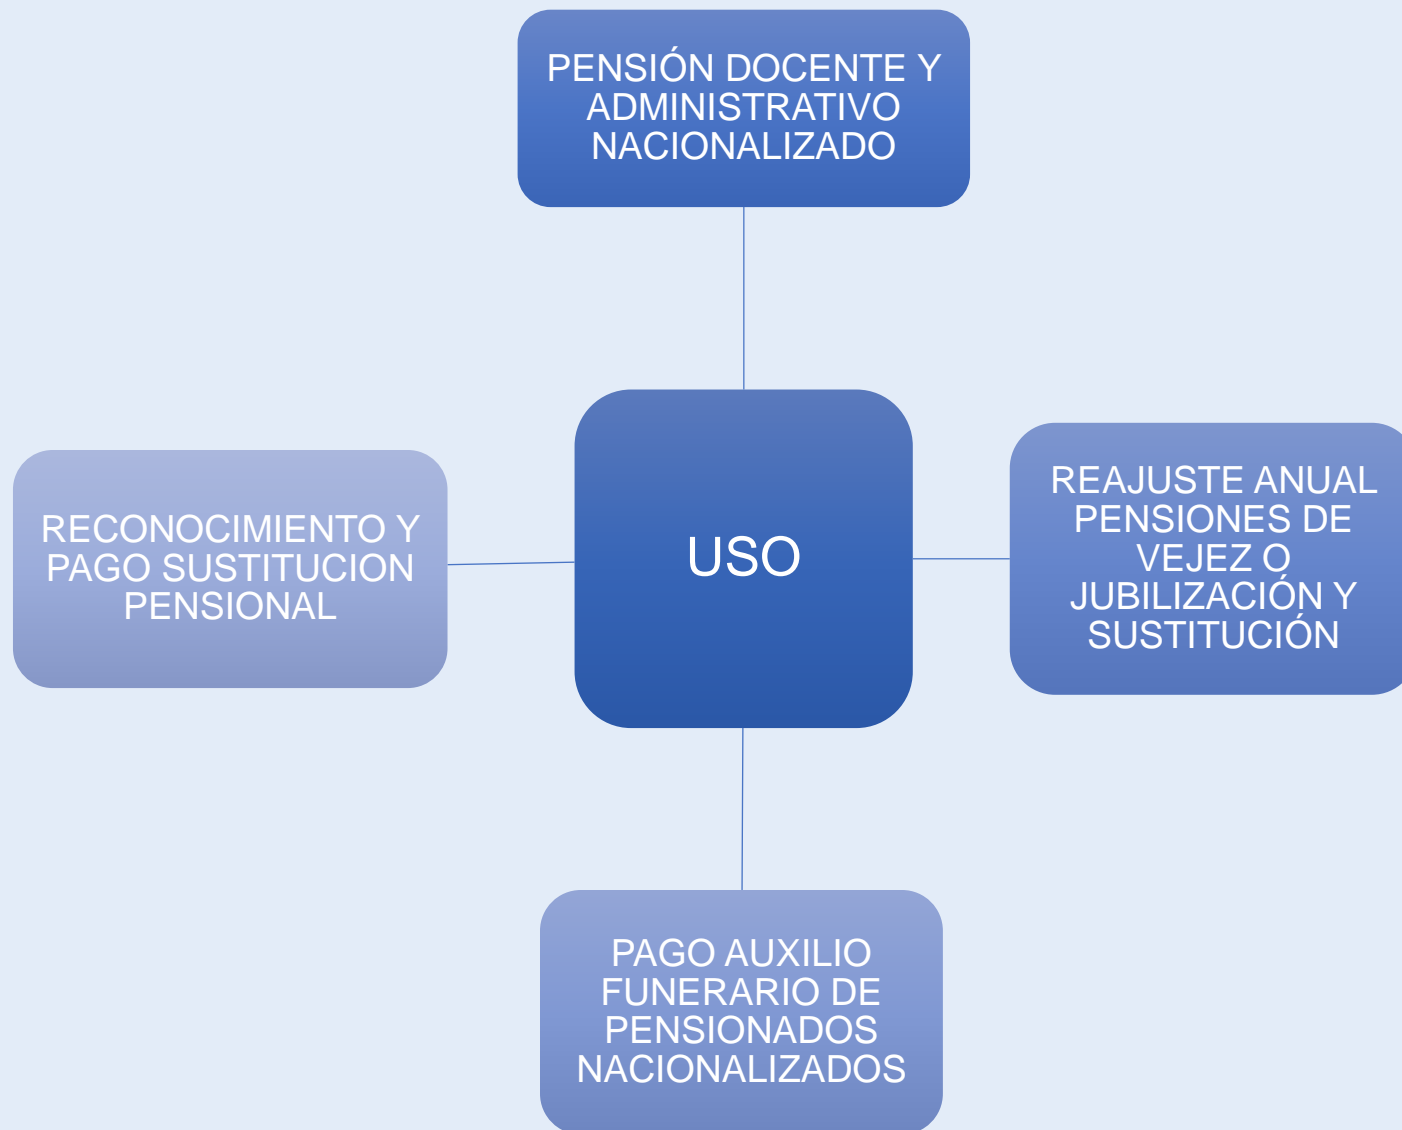 PENSIÓN DOCENTE Y
ADMINISTRATIVO
NACIONALIZADO
RECONOCIMIENTO Y
PAGO SUSTITUCION
PENSIONAL
USO
REAJUSTE ANUAL
PENSIONES DE
VEJEZ O
JUBILIZACIÓN Y
SUSTITUCIÓN
PAGO AUXILIO
FUNERARIO DE
PENSIONADOS
NACIONALIZADOS